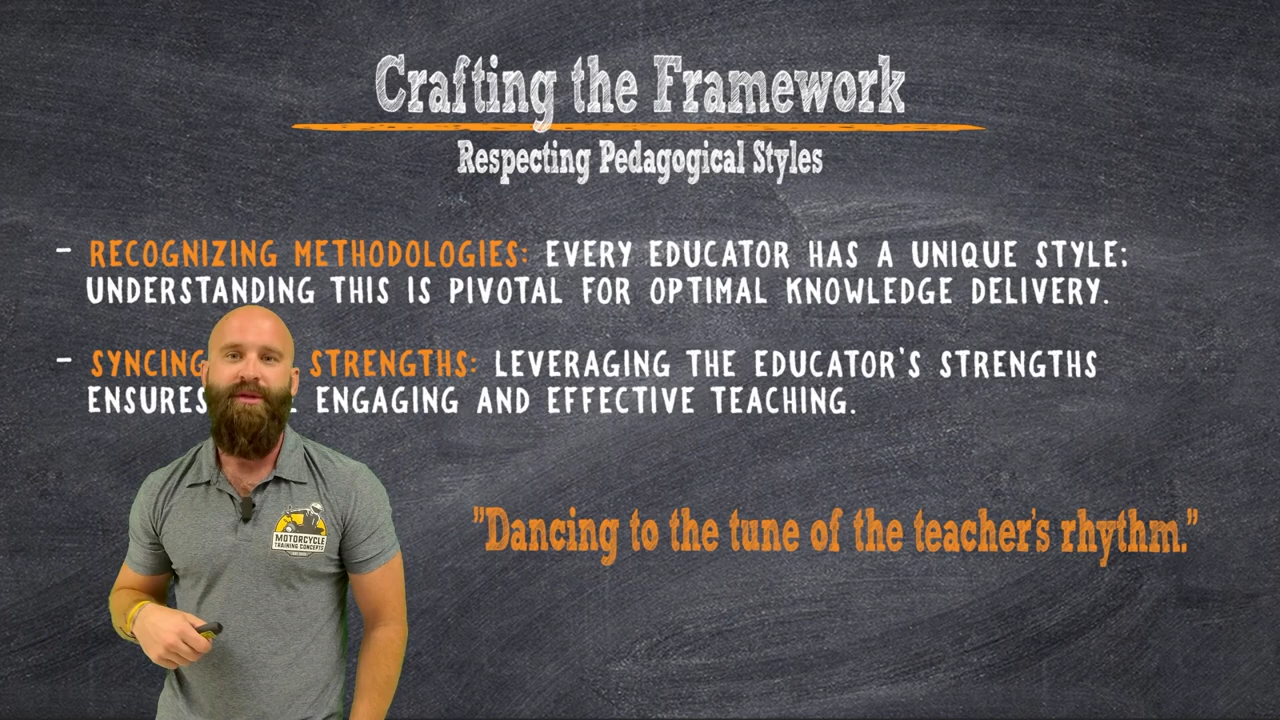 Crafting the Framework
Respecting Pedagogical Styles
- RECOGNIZING METHODOLOGIES: EVERY EDUCATOR HAS A UNIQUE STYLE;
UNDERSTANDING THIS IS PIVOTAL FOR OPTIMAL KNOWLEDGE DELIVERY.
- SYNCING STRENGTHS: LEVERAGING THE EDUCATOR'S STRENGTHS
ENSURES ENGAGING AND EFFECTIVE TEACHING.
"Dancing to the tune of the teacher's rhythm."
MOTORCYCLE
TRAINING CONCEPTS